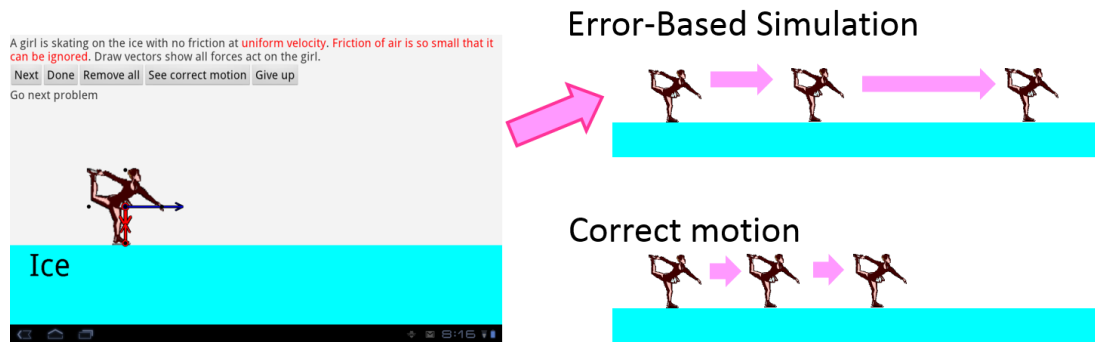 A girl is skating on the ice with no friction at uniform velocity. Friction of air is so small that it
can be ignored. Draw vectors show all forces act on the girl.
Next Done Remove all See correct motion Give up
Go next problem
Ice
8:16
Error-Based Simulation
Correct motion